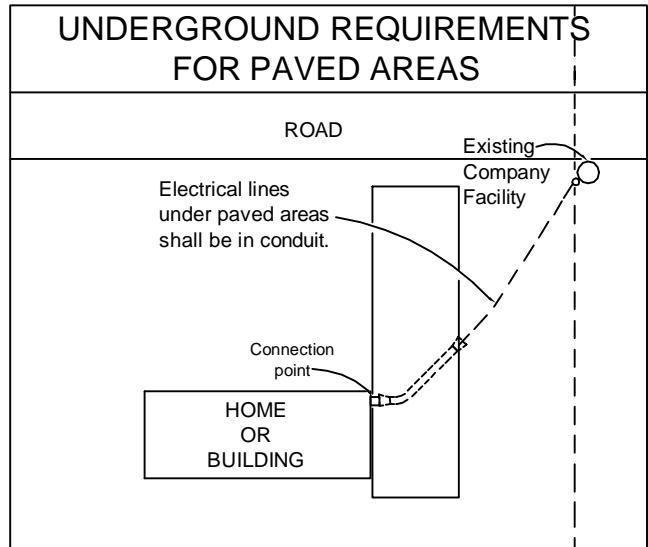 UNDERGROUND REQUIREMENTS
FOR PAVED AREAS
ROAD
Existing
Company
Facility
Electrical lines
under paved areas
shall be in conduit.
Connection
point
HOME
OR
BUILDING